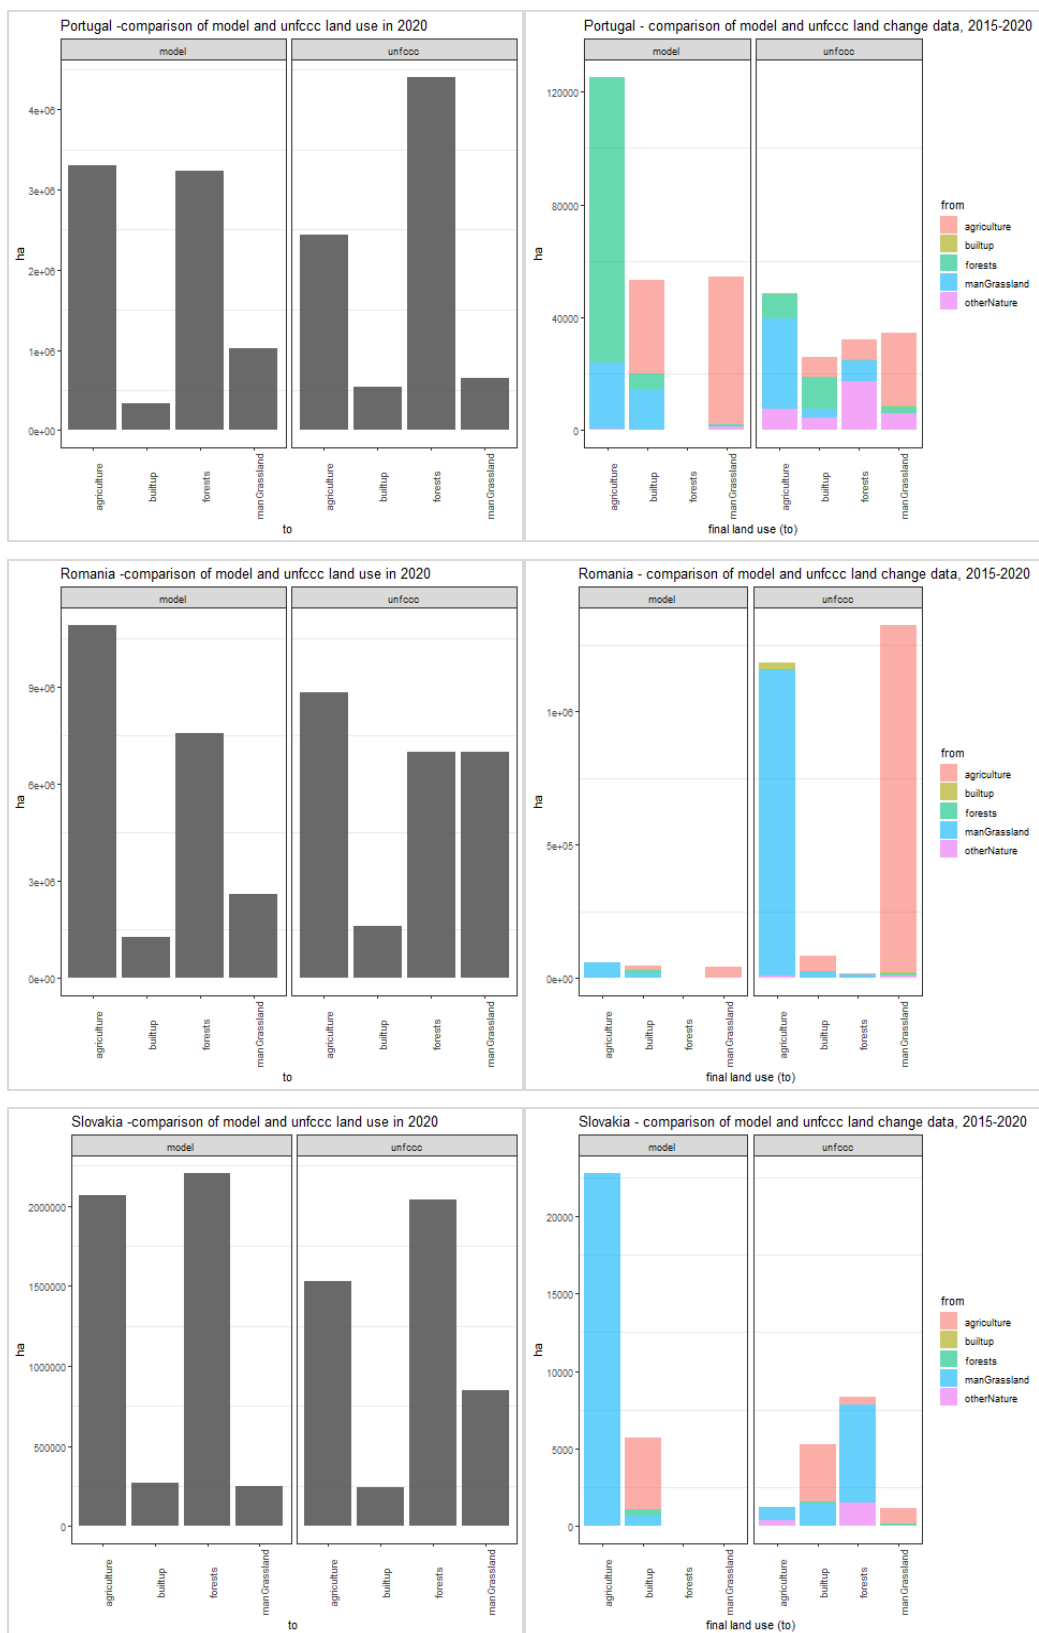 Portugal -comparison of model and unfccc land use in 2020
model
unfccc
4e+06
3e+06
2e+06
1e+06
0e+00
ha
agriculture
builtup
forests
manGrassland
agriculture
builtup
forests
manGrassland
to
Portugal - comparison of model and unfccc land change data, 2015-2020
model
unfccc
120000
80000
40000
0
ha
agriculture
builtup
forests
manGrassland
agriculture
builtup
forests
manGrassland
final land use (to)
from
agriculture
builtup
forests
manGrassland
otherNature
Romania -comparison of model and unfccc land use in 2020
model
unfccc
9e+06
6e+06
3e+06
0e+00
ha
agriculture
builtup
forests
manGrassland
agriculture
builtup
forests
manGrassland
to
Romania - comparison of model and unfccc land change data, 2015-2020
model
unfccc
1e+06
5e+05
0e+00
ha
agriculture
builtup
forests
manGrassland
agriculture
builtup
forests
manGrassland
final land use (to)
from
agriculture
builtup
forests
manGrassland
otherNature
Slovakia -comparison of model and unfccc land use in 2020
model
unfccc
2000000
1500000
1000000
500000
0
ha
agriculture
builtup
forests
manGrassland
agriculture
builtup
forests
manGrassland
to
Slovakia - comparison of model and unfccc land change data, 2015-2020
model
unfccc
20000
15000
10000
5000
0
ha
agriculture
builtup
forests
manGrassland
agriculture
builtup
forests
manGrassland
final land use (to)
from
agriculture
builtup
forests
manGrassland
otherNature